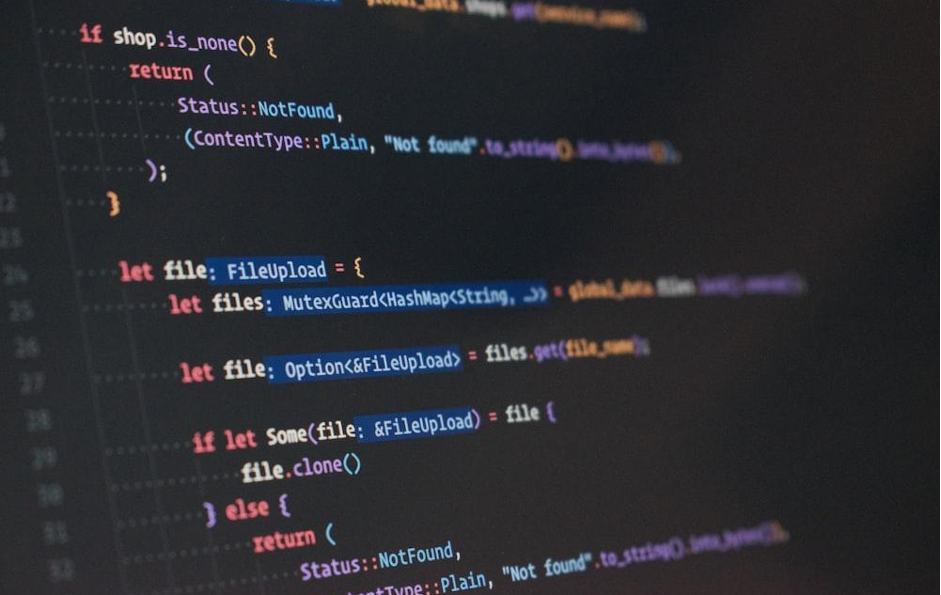 global_data.shops.get(service_name);
if shop.is_none() {
return (
Status::NotFound,
(ContentType::Plain, "Not found".to_string().into_bytes()),
);
}
let file: FileUpload = {
let files: MutexGuard<HashMap<String, …>> = global_data.files.lock().unwrap();
let file: Option<&FileUpload> = files.get(file_name);
if let Some(file: &FileUpload) = file {
file.clone()
} else {
return (
Status::NotFound,
ntType::Plain, "Not found".to_string().into_bytes()),